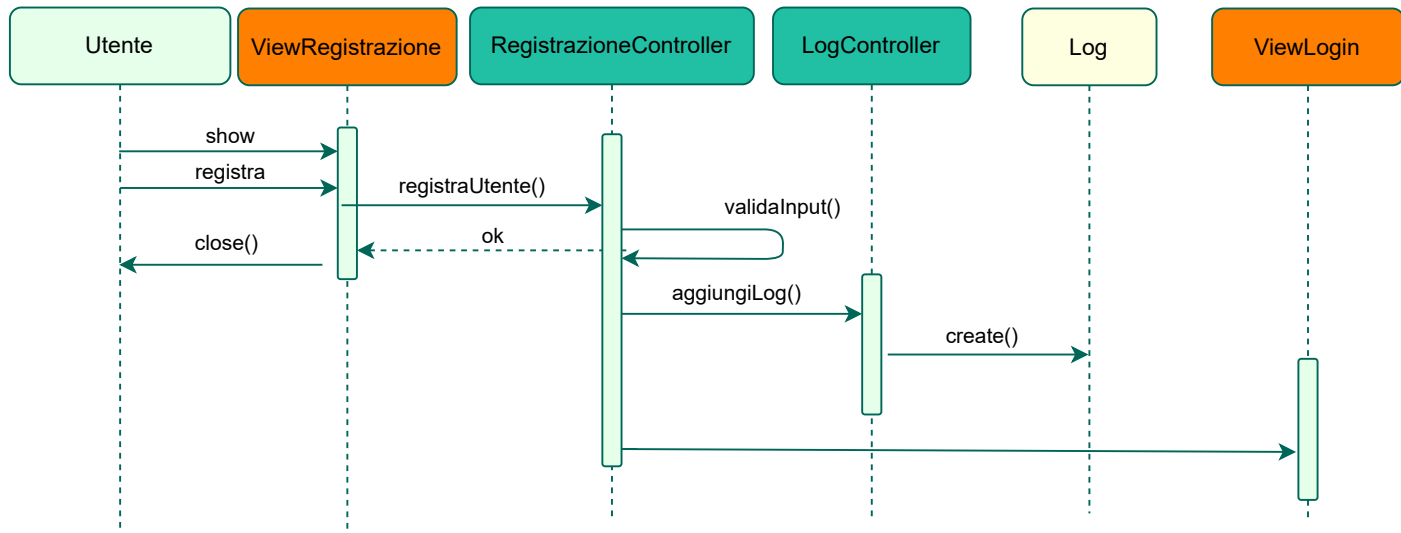 Utente
ViewRegistrazione
RegistrazioneController
LogController
Log
ViewLogin
show
registra
registraUtente()
validaInput()
ok
close()
aggiungiLog()
create()